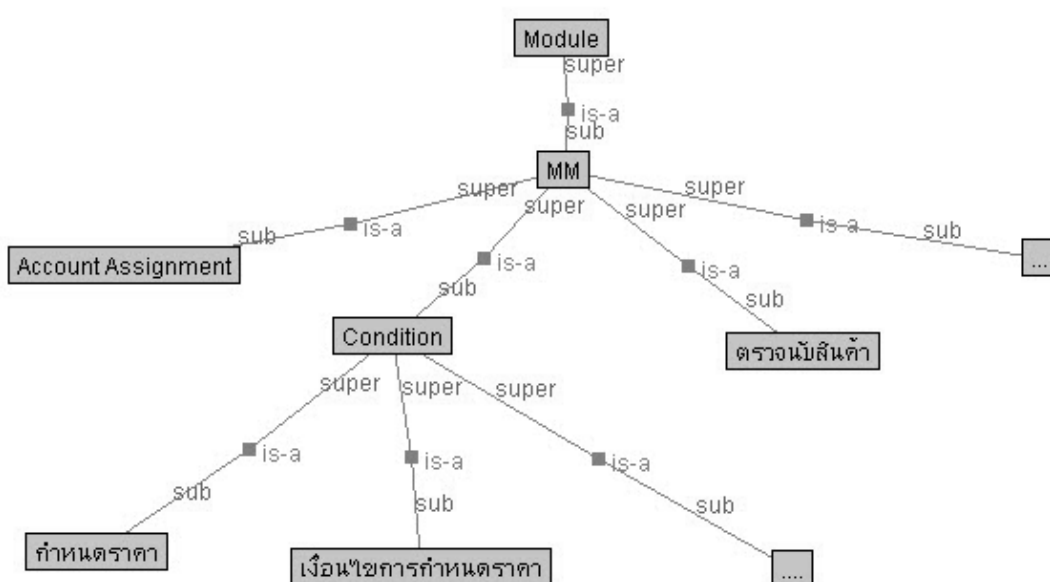 Module
super
is-a
sub
MM
super
super
super
super
sub
is-a
is-a
is-a
is-a
sub
Account Assignment
....
sub
sub
Condition
ตรวจนับสินค้า
super
super
super
is-a
is-a
is-a
sub
sub
sub
กำหนดราคา
เงื่อนไขการกำหนดราคา
....